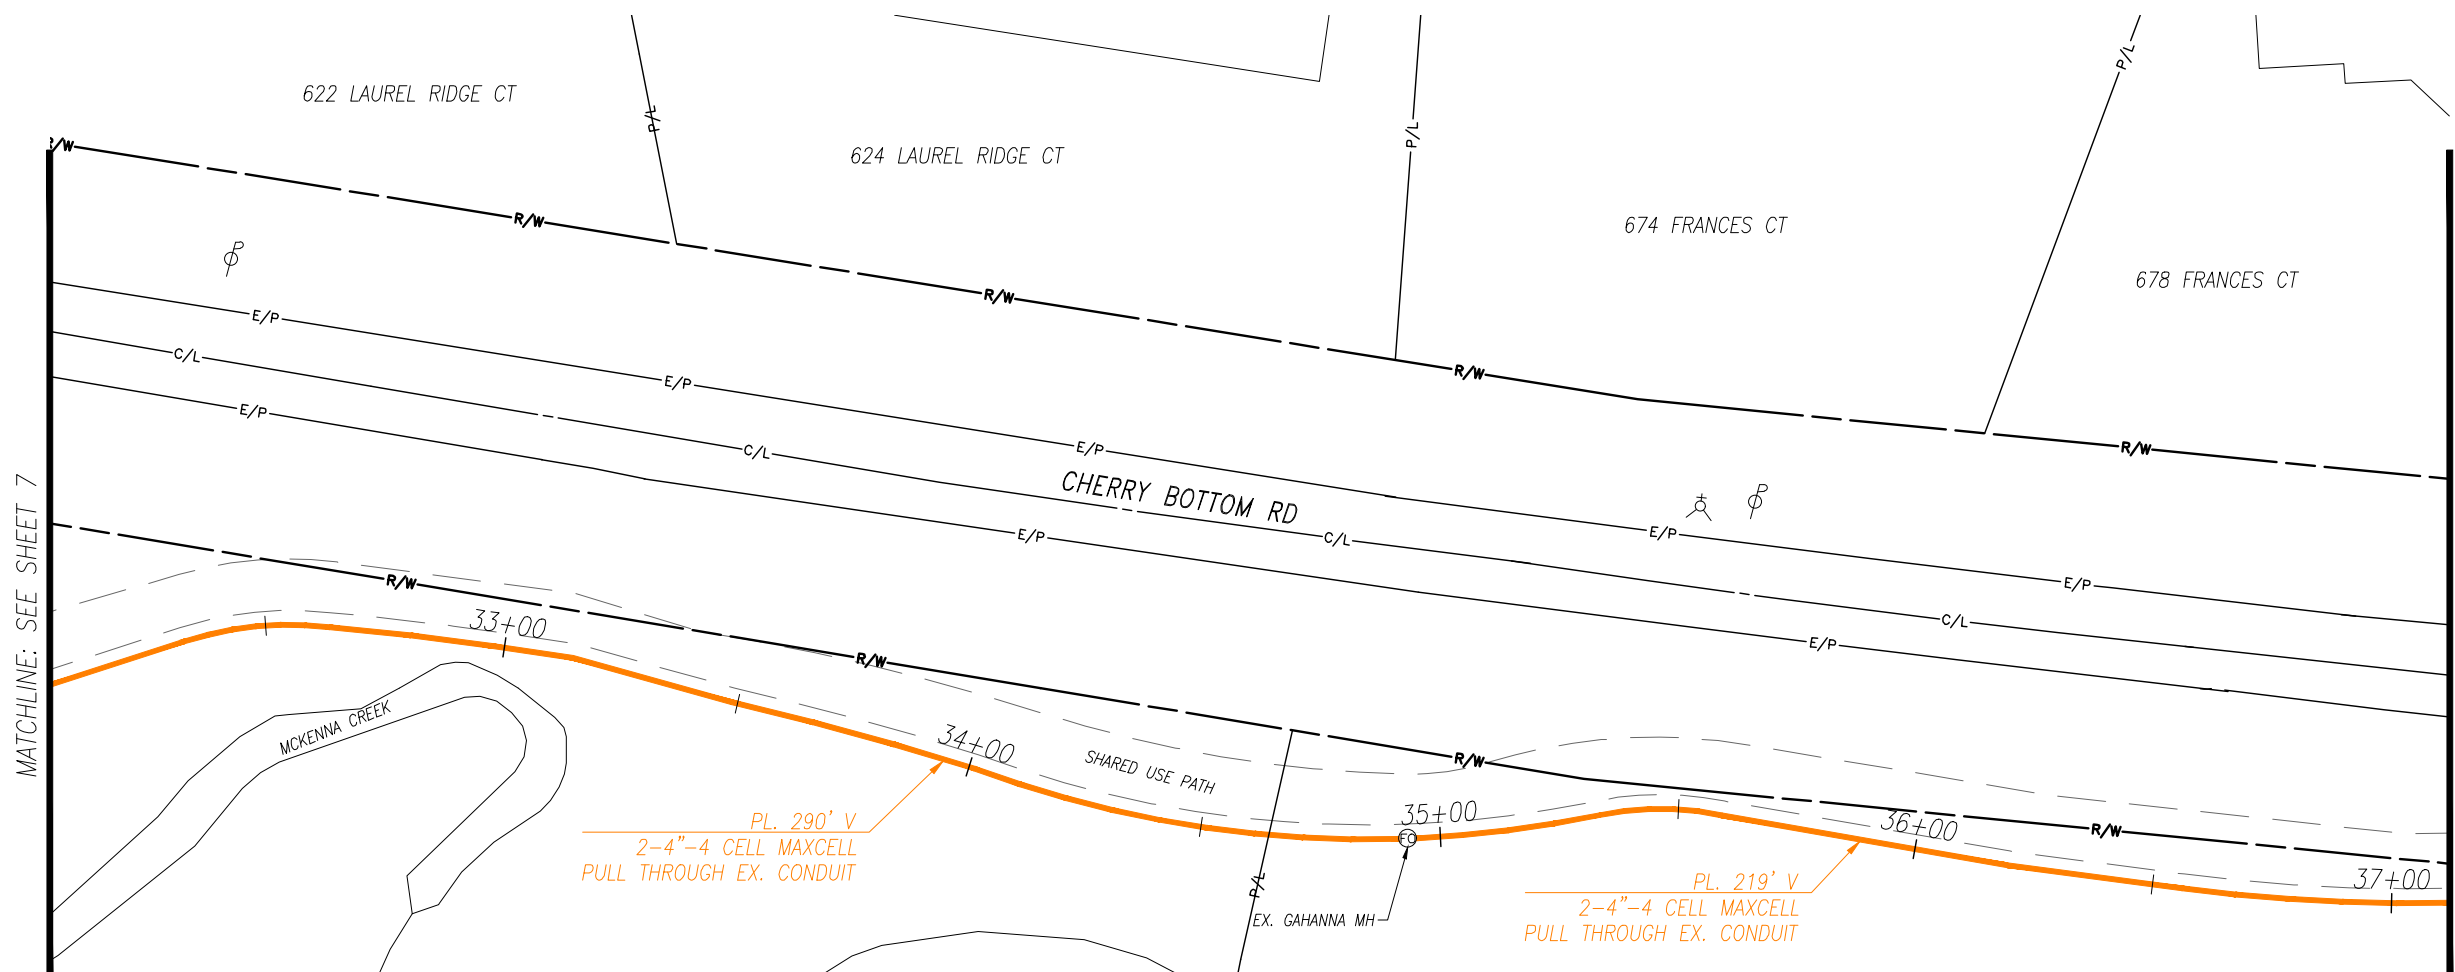 P/L
622 LAUREL RIDGE CT
P/L
P/L
R/W
624 LAUREL RIDGE CT
R/W
674 FRANCES CT
678 FRANCES CT
R/W
E/P
C/L
R/W
E/P
E/P
R/W
E/P
C/L
CHERRY BOTTOM RD
E/P
C/L
E/P
E/P
MATCHLINE: SEE SHEET 7
R/W
33+00
C/L
E/P
R/W
MCKENNA CREEK
34+00
SHARED USE PATH
R/W
35+00
36+00
R/W
PL. 290' V
2-4"-4 CELL MAXCELL
PULL THROUGH EX. CONDUIT
FO
P/L
EX. GAHANNA MH
PL. 219' V
2-4"-4 CELL MAXCELL
PULL THROUGH EX. CONDUIT
37+00